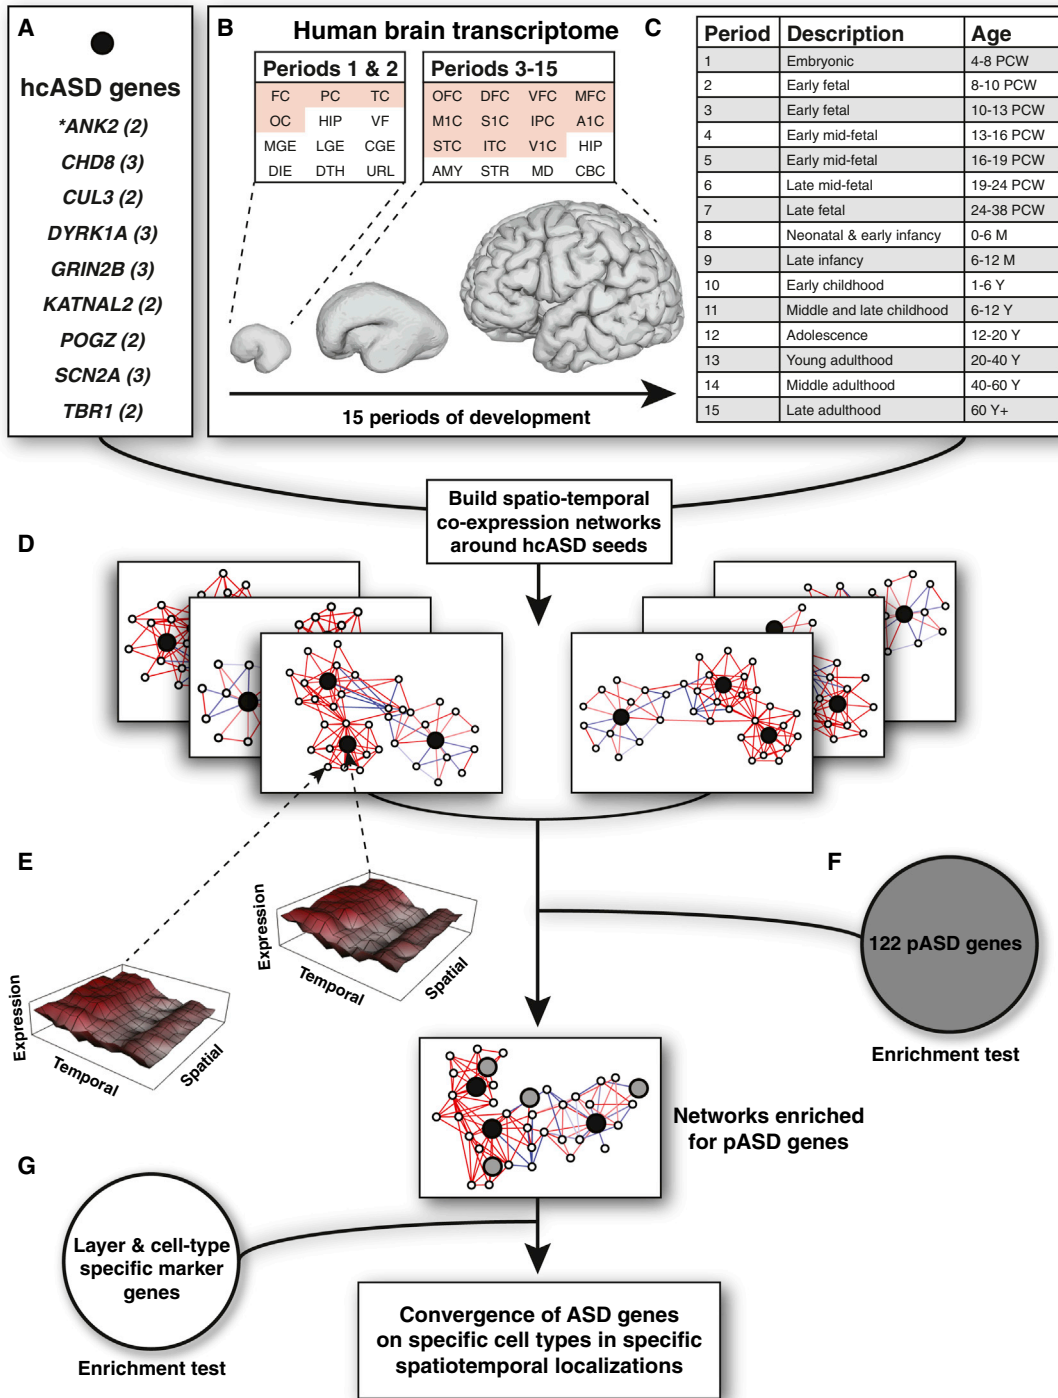 A
hcASD genes
*ANK2 (2)
CHD8 (3)
CUL3 (2)
DYRK1A (3)
GRIN2B (3)
KATNAL2 (2)
POGZ (2)
SCN2A (3)
TBR1 (2)
B
Human brain transcriptome
Periods 1 & 2
FC PC TC
OC HIP VF
MGE LGE CGE
DIE DTH URL
Periods 3-15
OFC DFC VFC MFC
M1C S1C IPC A1C
STC ITC V1C HIP
AMY STR MD CBC
15 periods of development
C
Period Description Age
1 Embryonic 4-8 PCW
2 Early fetal 8-10 PCW
3 Early fetal 10-13 PCW
4 Early mid-fetal 13-16 PCW
5 Early mid-fetal 16-19 PCW
6 Late mid-fetal 19-24 PCW
7 Late fetal 24-38 PCW
8 Neonatal & early infancy 0-6 M
9 Late infancy 6-12 M
10 Early childhood 1-6 Y
11 Middle and late childhood 6-12 Y
12 Adolescence 12-20 Y
13 Young adulthood 20-40 Y
14 Middle adulthood 40-60 Y
15 Late adulthood 60 Y+
Build spatio-temporal
co-expression networks
around hcASD seeds
D
E
Expression
Temporal
Spatial
Expression
Temporal
Spatial
F
122 pASD genes
Enrichment test
Networks enriched
for pASD genes
G
Layer & cell-type
specific marker
genes
Enrichment test
Convergence of ASD genes
on specific cell types in specific
spatiotemporal localizations